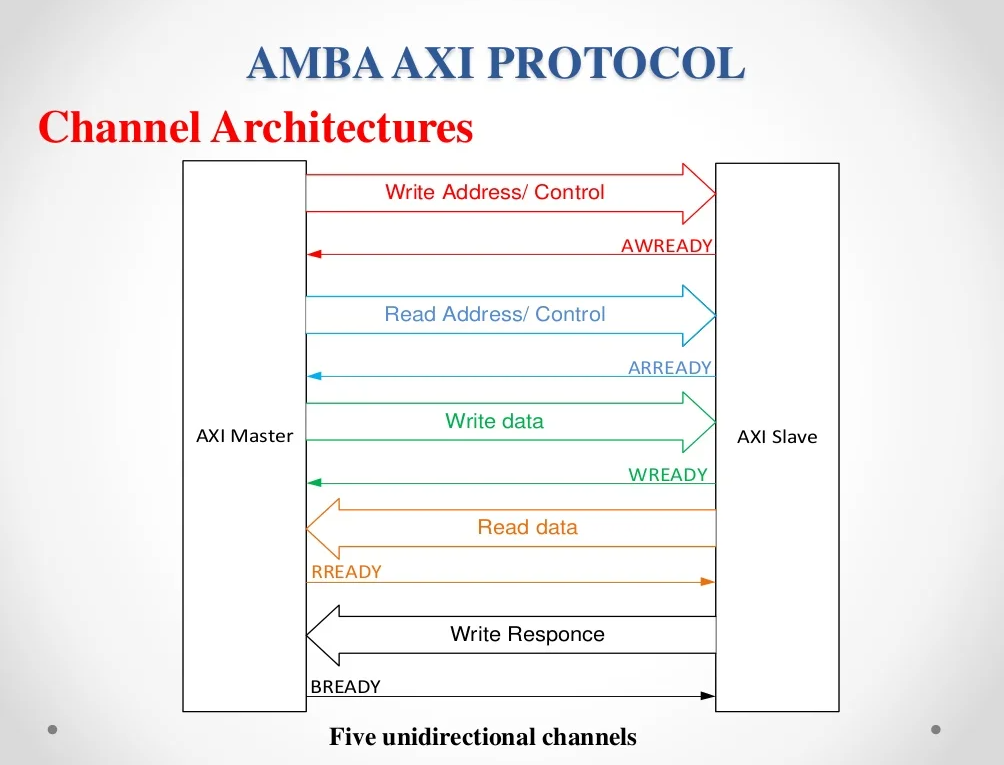 AMBA AXI PROTOCOL
Channel Architectures
Write Address/ Control
AWREADY
Read Address/ Control
ARREADY
Write data
AXI Master
AXI Slave
WREADY
Read data
RREADY
Write Responce
BREADY
Five unidirectional channels